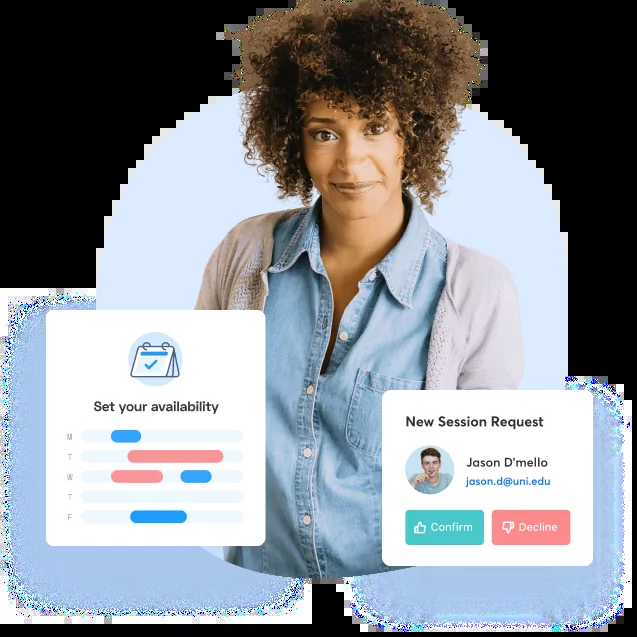 Set your availability
M
T
W
T
F
New Session Request
Jason D'mello
jason.d@uni.edu
Confirm
Decline